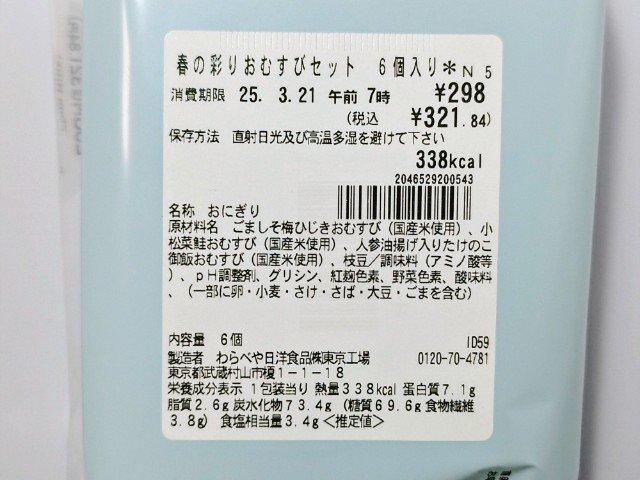 春の彩りおむすびセット 6個入り*N5
消費期限 25. 3.21 午前 7時 ¥298
(税込 ¥321.84)
保存方法 直射日光及び高温多湿を避けて下さい
338kcal
2046529200543
名称 おにぎり
原材料名 ごましそ梅ひじきおむすび(国産米使用)、小
松菜鮭おむすび(国産米使用)、人参油揚げ入りたけのこ
御飯おむすび(国産米使用)、枝豆/調味料(アミノ酸等
)、pH調整剤、グリシン、紅麹色素、野菜色素、酸味料
、(一部に卵・小麦・さけ・さば・大豆・ごまを含む)
内容量 6個 ID59
製造者 わらべや日洋食品㈱東京工場 0120-70-4781
東京都武蔵村山市榎1-1-18
栄養成分表示 1包装当り 熱量338kcal 蛋白質7.1g
脂質2.6g 炭水化物73.4g (糖質69.6g 食物繊維
3.8g) 食塩相当量3.4g<推定値>